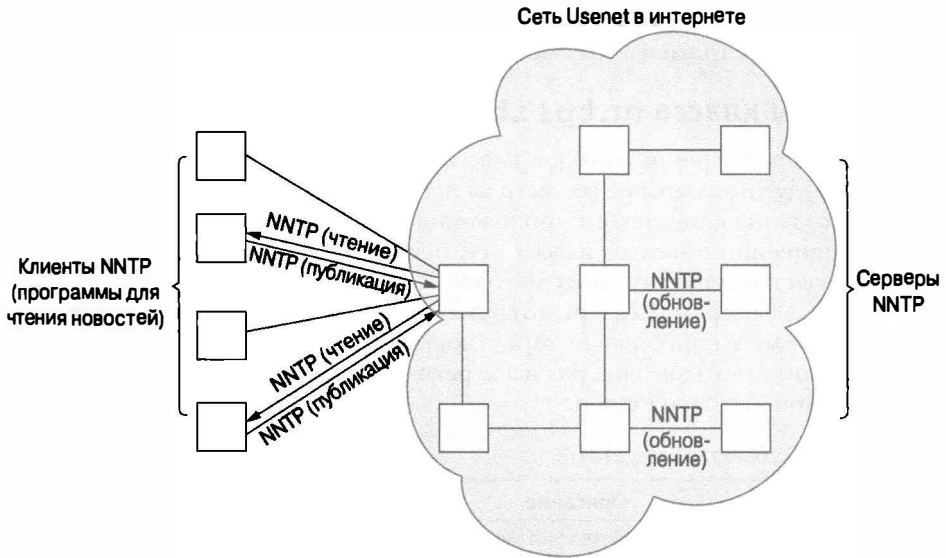 Сеть Usenet в интернете
Клиенты NNTP
(программы для
чтения новостей)
NNTP (чтение)
NNTP (публикация)
NNTP (чтение)
NNTP (публикация)
NNTP
(обнов-
ление)
NNTP
(обнов-
ление)
Серверы
NNTP